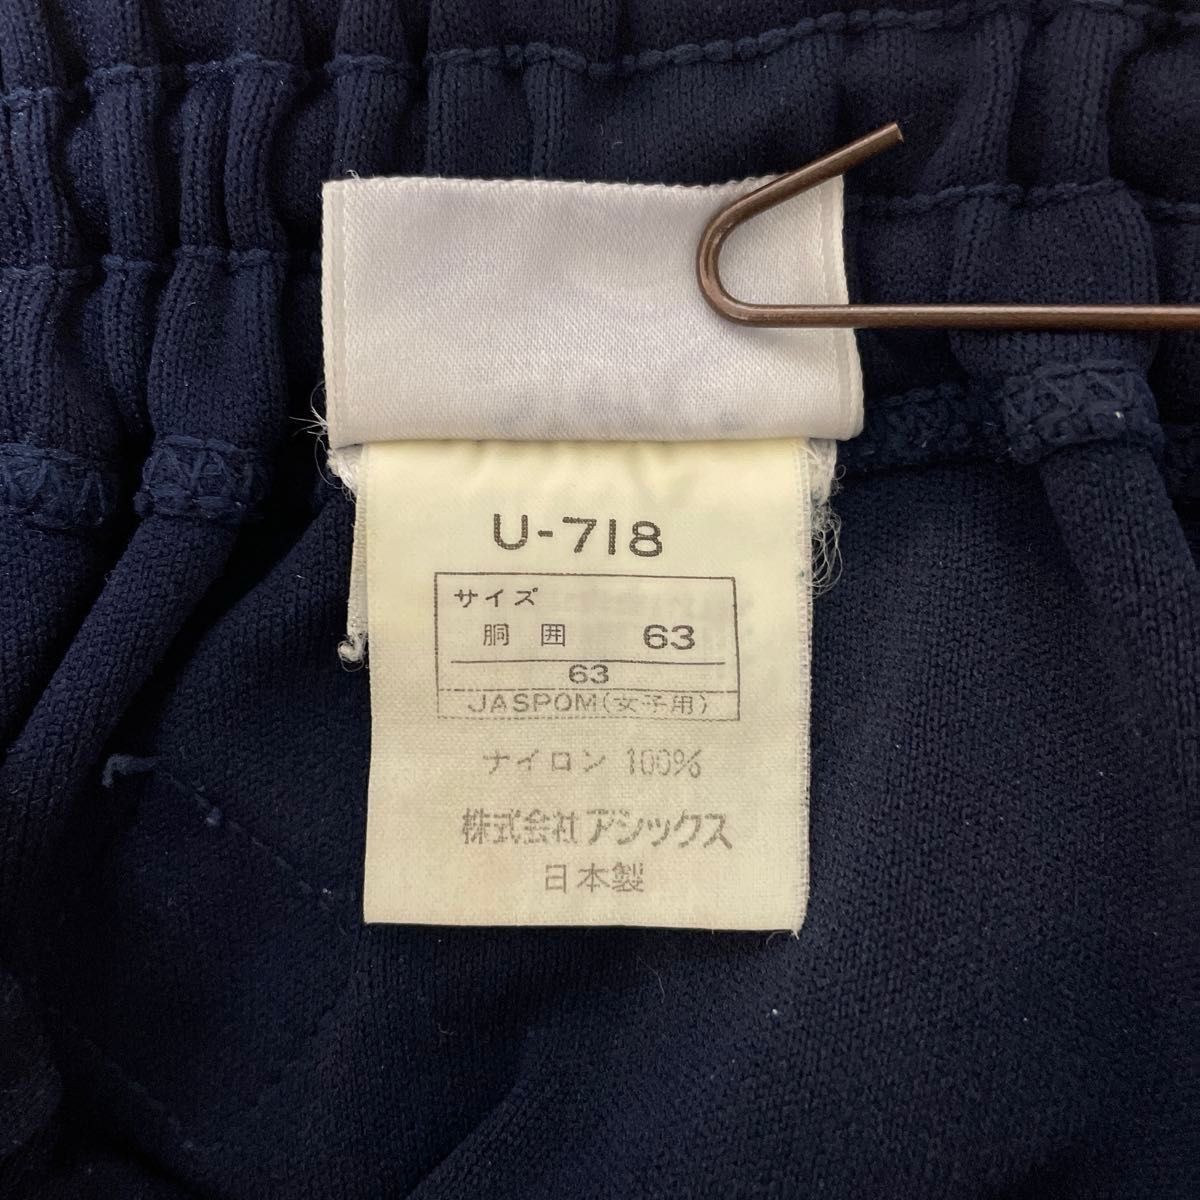 U-718
サイズ
胴囲 63
63
JASPOM(女子用)
ナイロン 100%
株式会社アシックス
日本製